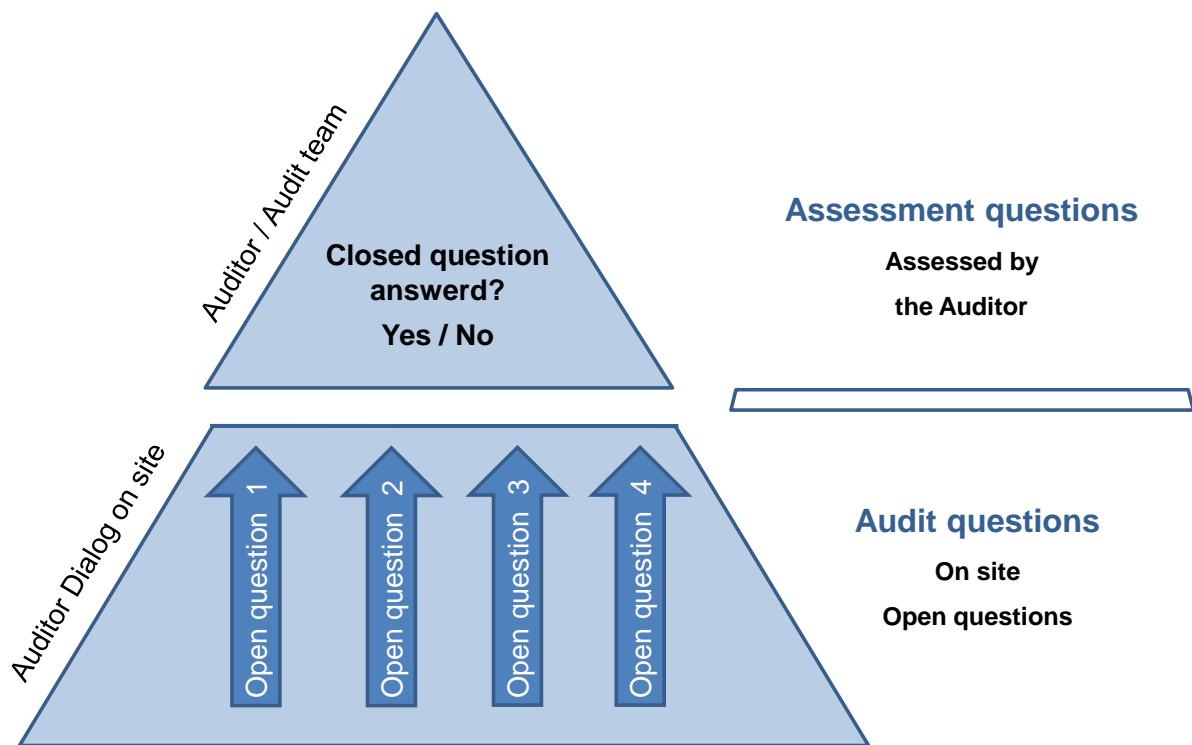 Auditor / Audit team
Closed question
answerd?
Yes / No
Assessment questions
Assessed by
the Auditor
Auditor Dialog on site
Open question 1
Open question 2
Open question 3
Open question 4
Audit questions
On site
Open questions